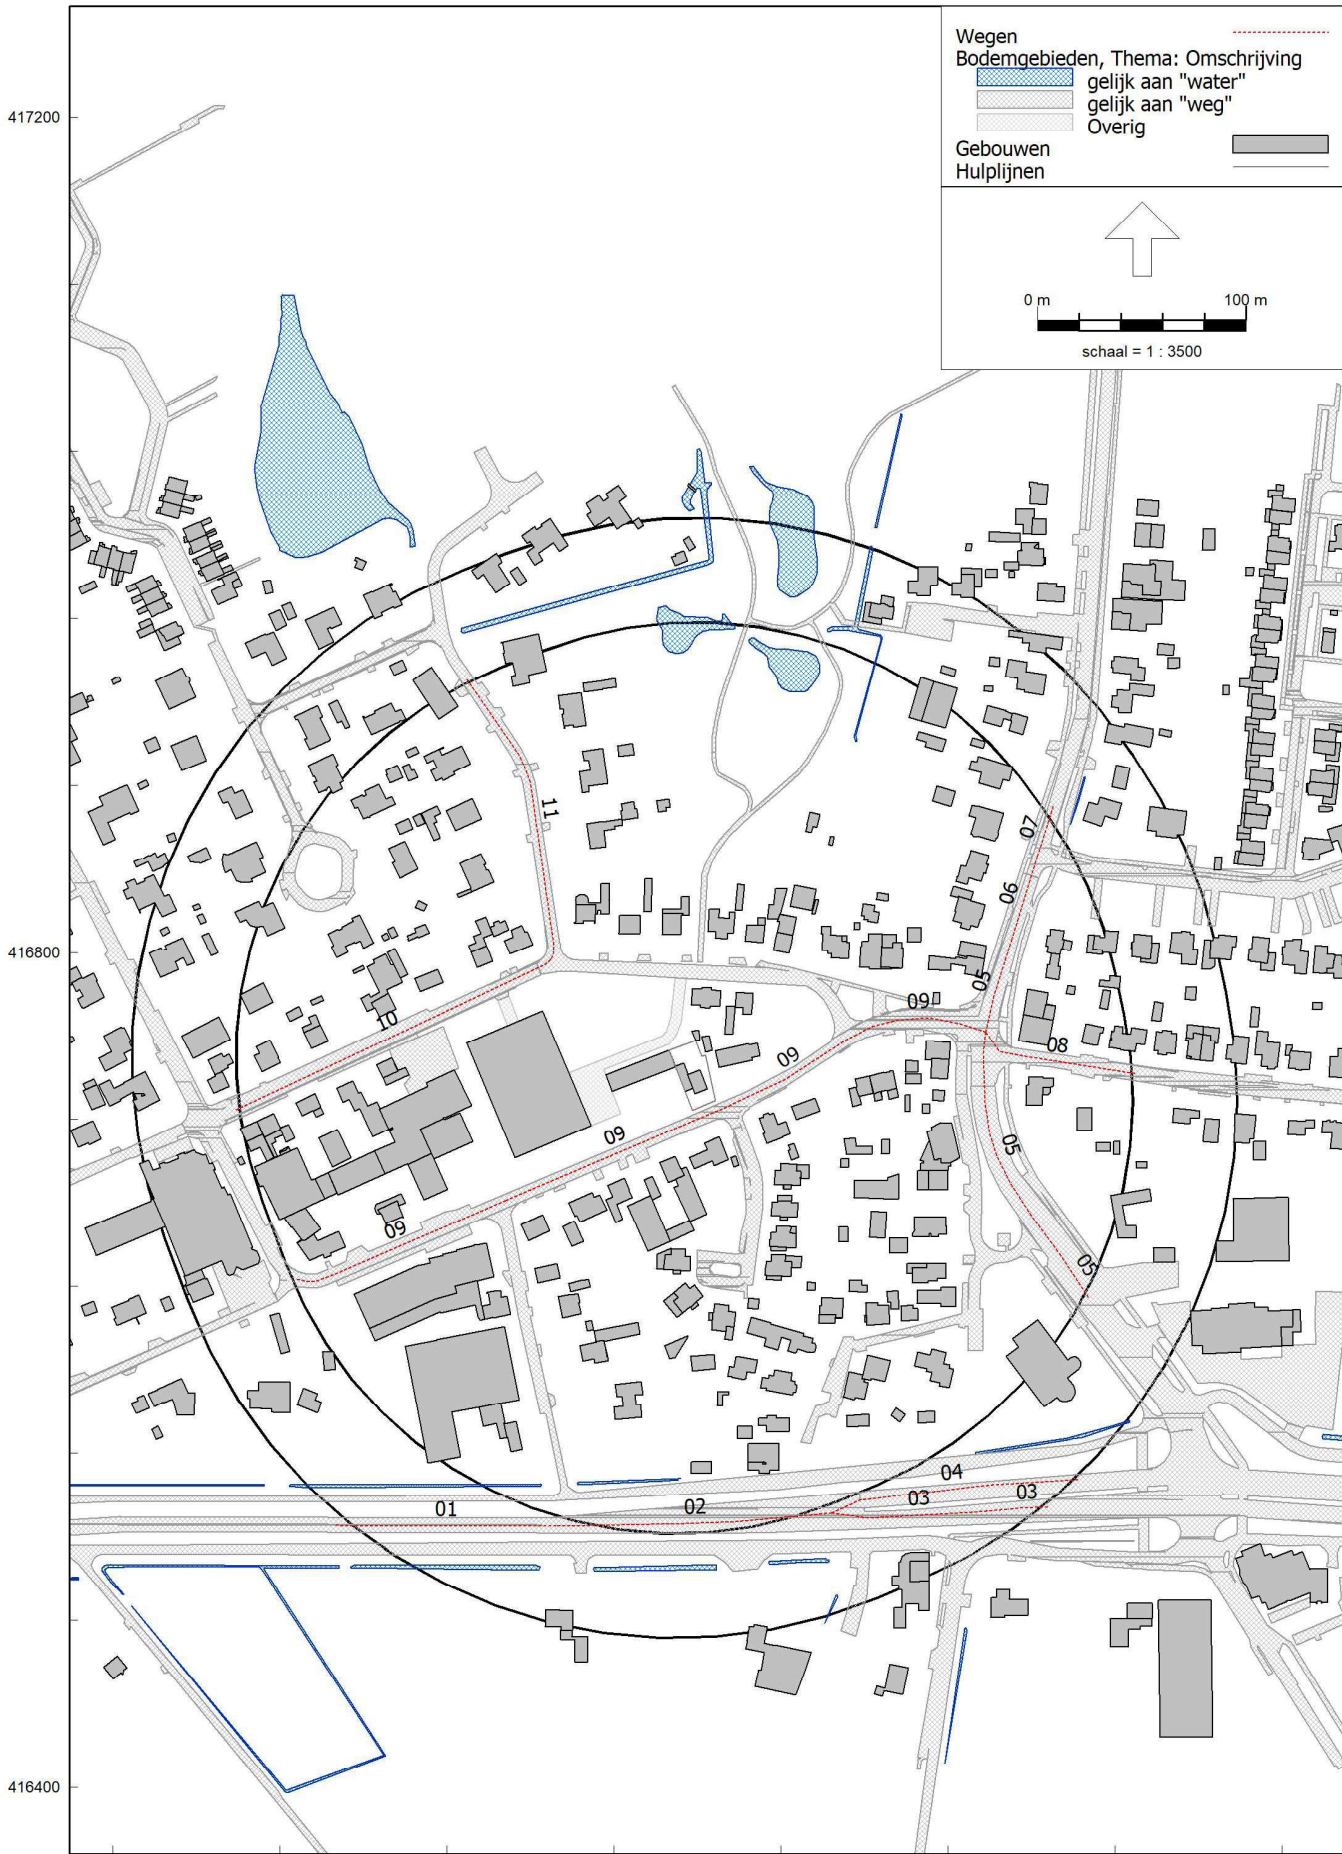 Wegen
Bodemgebieden, Thema: Omschrijving
gelijk aan "water"
gelijk aan "weg"
Overig
Gebouwen
Hulplijnen
0 m 100 m
schaal = 1 : 3500
417200
11
07
06
416800
05
09
10
09
08
09
05
09
05
04
03
03
02
01
416400